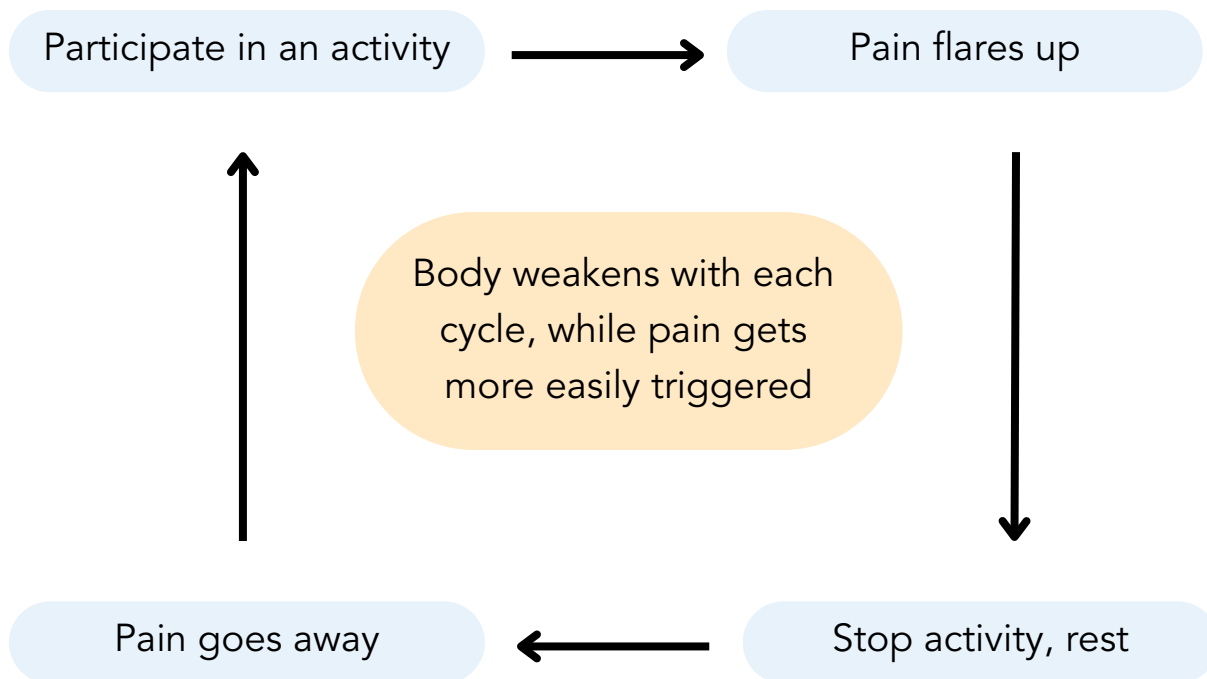 Participate in an activity
Pain flares up
Body weakens with each
cycle, while pain gets
more easily triggered
Pain goes away
Stop activity, rest